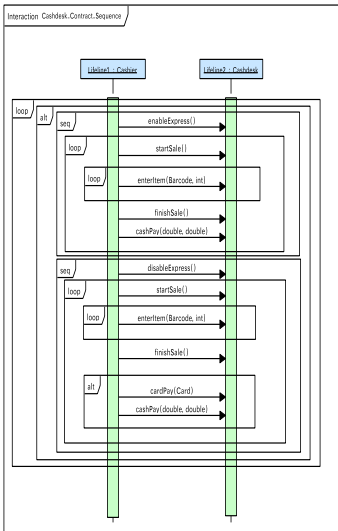 Interaction Cashdesk.Contract.Sequence
Lifeline1 : Cashier
Lifeline2 : Cashdesk
loop
alt
seq
enableExpress()
loop
startSale()
loop
enterItem(Barcode, int)
finishSale()
cashPay(double, double)
seq
disableExpress()
loop
startSale()
loop
enterItem(Barcode, int)
finishSale()
alt
cardPay(Card)
cashPay(double, double)